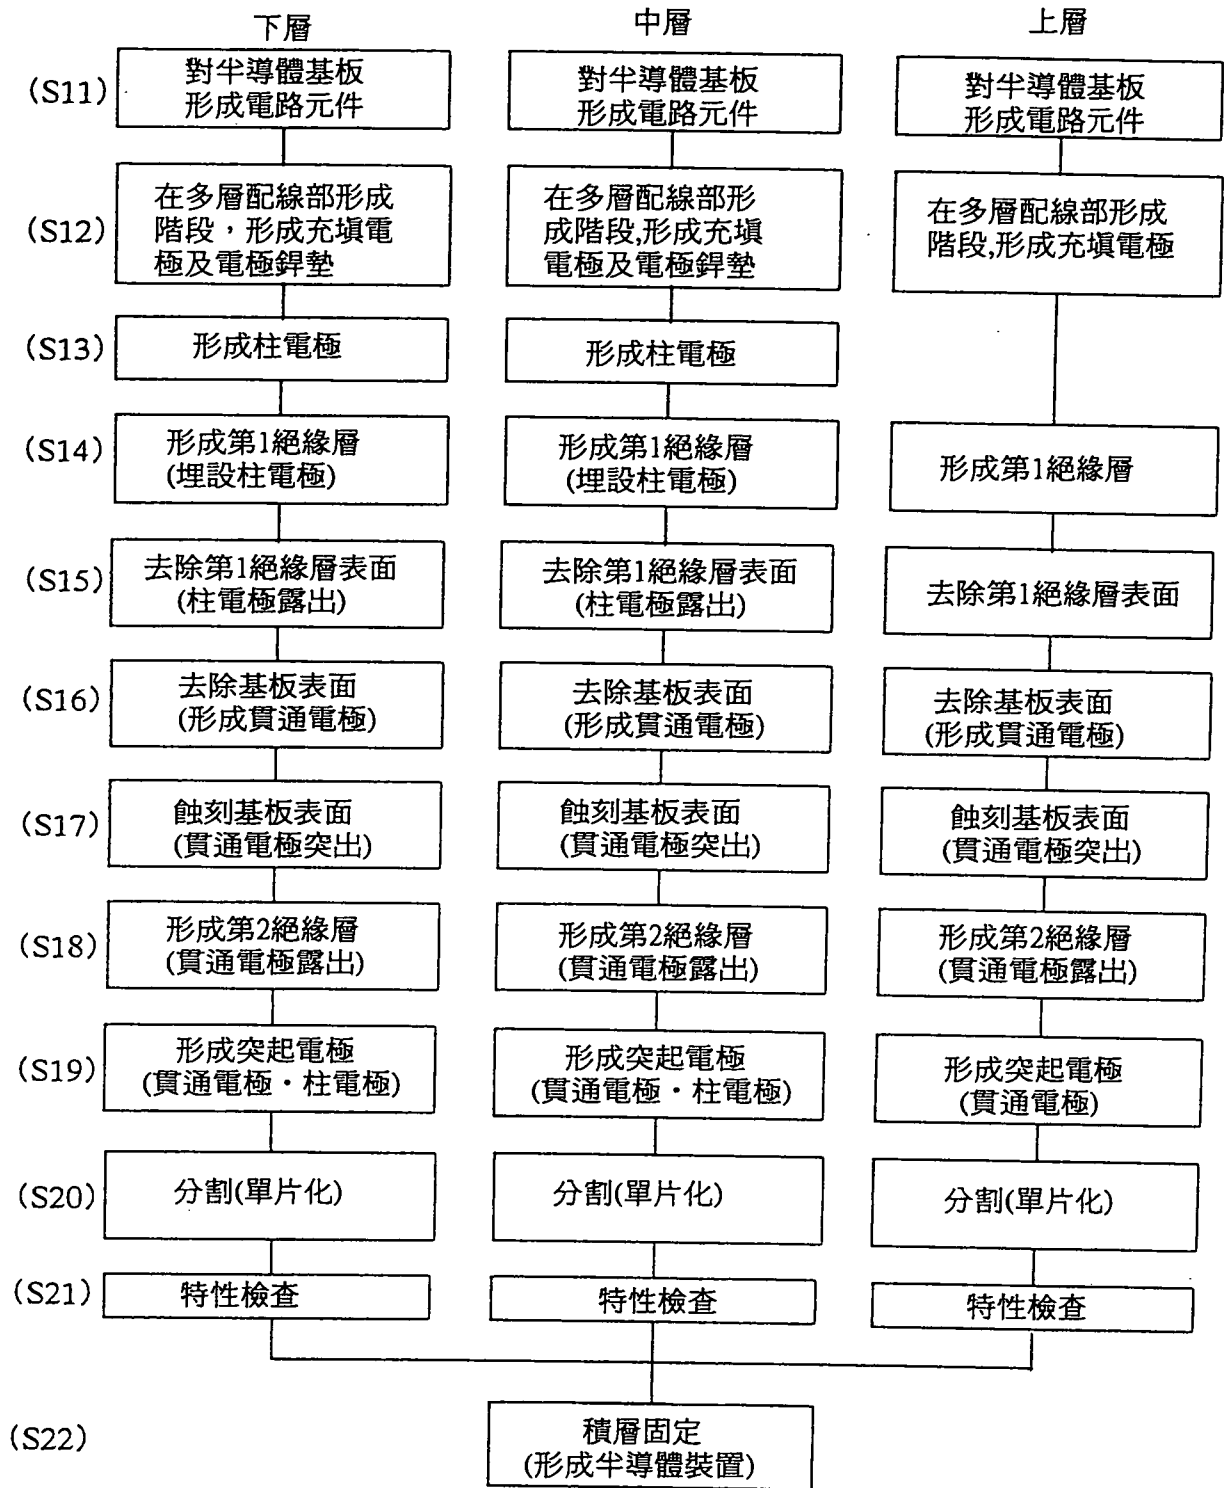 下層
中層
上層
(S11)
對半導體基板
形成電路元件
對半導體基板
形成電路元件
對半導體基板
形成電路元件
(S12)
在多層配線部形成
階段，形成充填電
極及電極銲墊
在多層配線部形
成階段,形成充填
電極及電極銲墊
在多層配線部形成
階段,形成充填電極
(S13)
形成柱電極
形成柱電極
(S14)
形成第1絕緣層
(埋設柱電極)
形成第1絕緣層
(埋設柱電極)
形成第1絕緣層
(S15)
去除第1絕緣層表面
(柱電極露出)
去除第1絕緣層表面
(柱電極露出)
去除第1絕緣層表面
(S16)
去除基板表面
(形成貫通電極)
去除基板表面
(形成貫通電極)
去除基板表面
(形成貫通電極)
(S17)
蝕刻基板表面
(貫通電極突出)
蝕刻基板表面
(貫通電極突出)
蝕刻基板表面
(貫通電極突出)
(S18)
形成第2絕緣層
(貫通電極露出)
形成第2絕緣層
(貫通電極露出)
形成第2絕緣層
(貫通電極露出)
(S19)
形成突起電極
(貫通電極・柱電極)
形成突起電極
(貫通電極・柱電極)
形成突起電極
(貫通電極)
(S20)
分割(單片化)
分割(單片化)
分割(單片化)
(S21)
特性檢查
特性檢查
特性檢查
(S22)
積層固定
(形成半導體裝置)